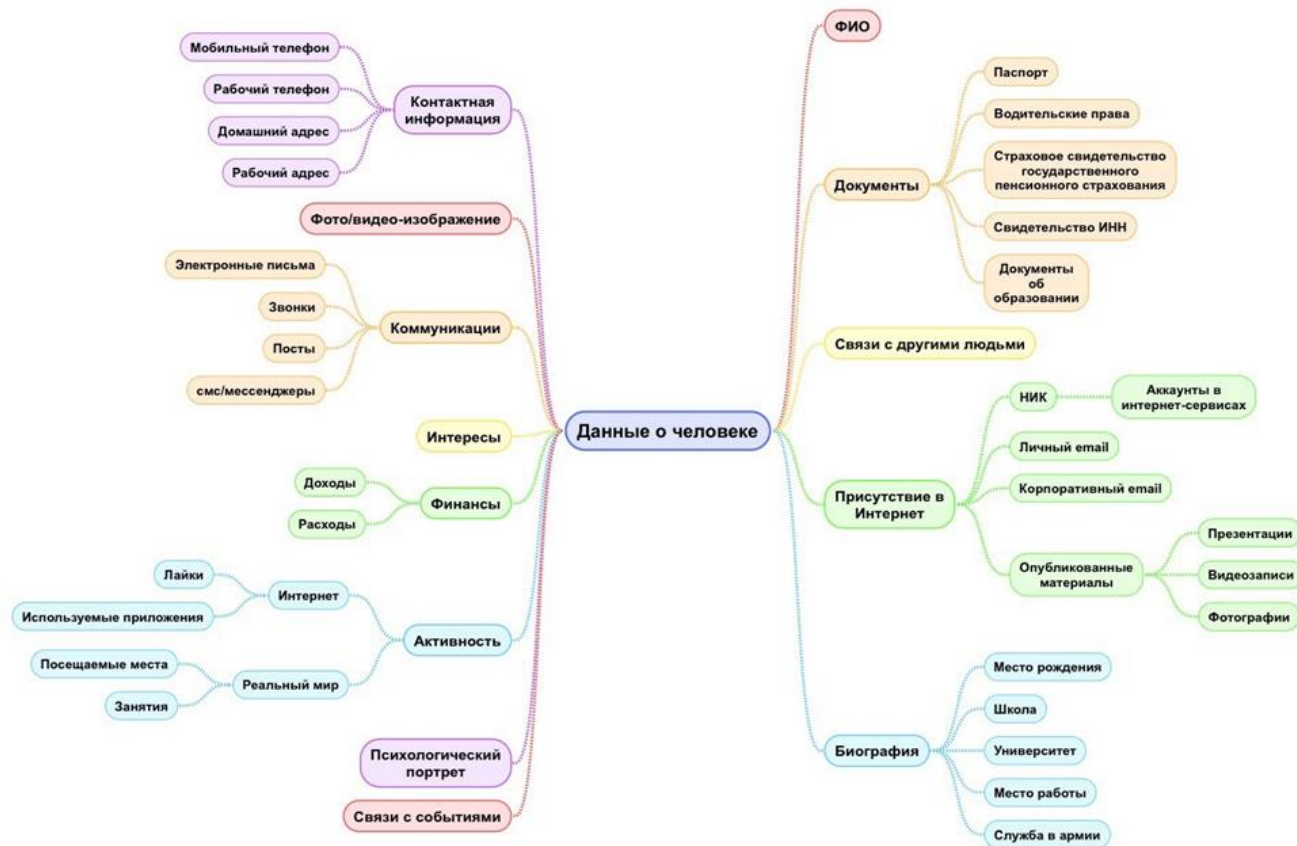 Данные о человеке
ФИО
Документы
Паспорт
Водительские права
Страховое свидетельство
государственного
пенсионного страхования
Свидетельство ИНН
Документы
об
образовании
Связи с другими людьми
Присутствие в
Интернет
НИК
Аккаунты в
интернет-сервисах
Личный email
Корпоративный email
Опубликованные
материалы
Презентации
Видеозаписи
Фотографии
Биография
Место рождения
Школа
Университет
Место работы
Служба в армии
Контактная
информация
Мобильный телефон
Рабочий телефон
Домашний адрес
Рабочий адрес
Фото/видео-изображение
Коммуникации
Электронные письма
Звонки
Посты
смс/мессенджеры
Интересы
Финансы
Доходы
Расходы
Активность
Интернет
Лайки
Используемые приложения
Реальный мир
Посещаемые места
Занятия
Психологический
портрет
Связи с событиями